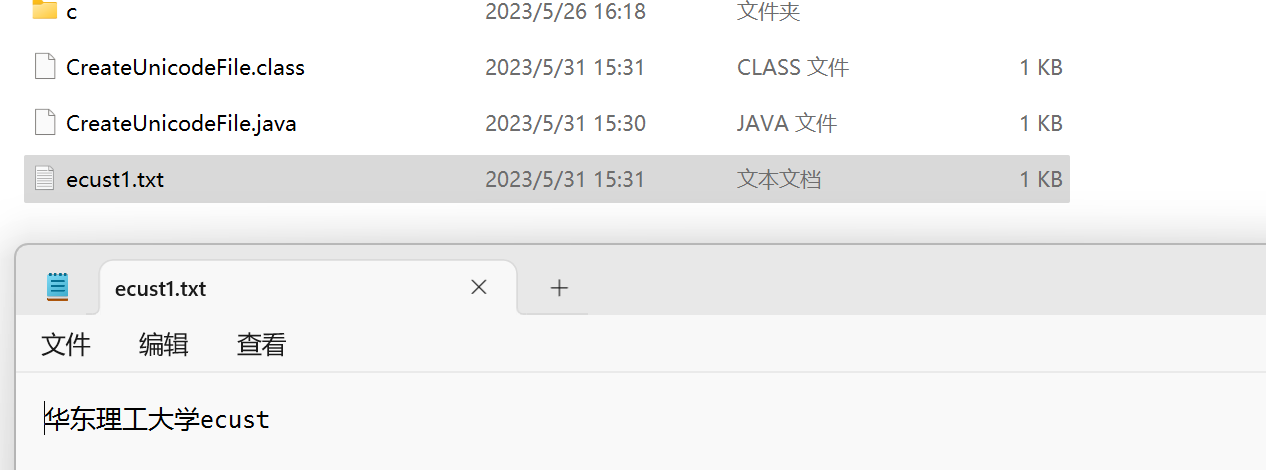 c 2023/5/26 16:18 文件夹
CreateUnicodeFile.class 2023/5/31 15:31 CLASS 文件 1 KB
CreateUnicodeFile.java 2023/5/31 15:30 JAVA 文件 1 KB
ecust1.txt 2023/5/31 15:31 文本文档 1 KB
ecust1.txt
文件 编辑 查看
华东理工大学ecust